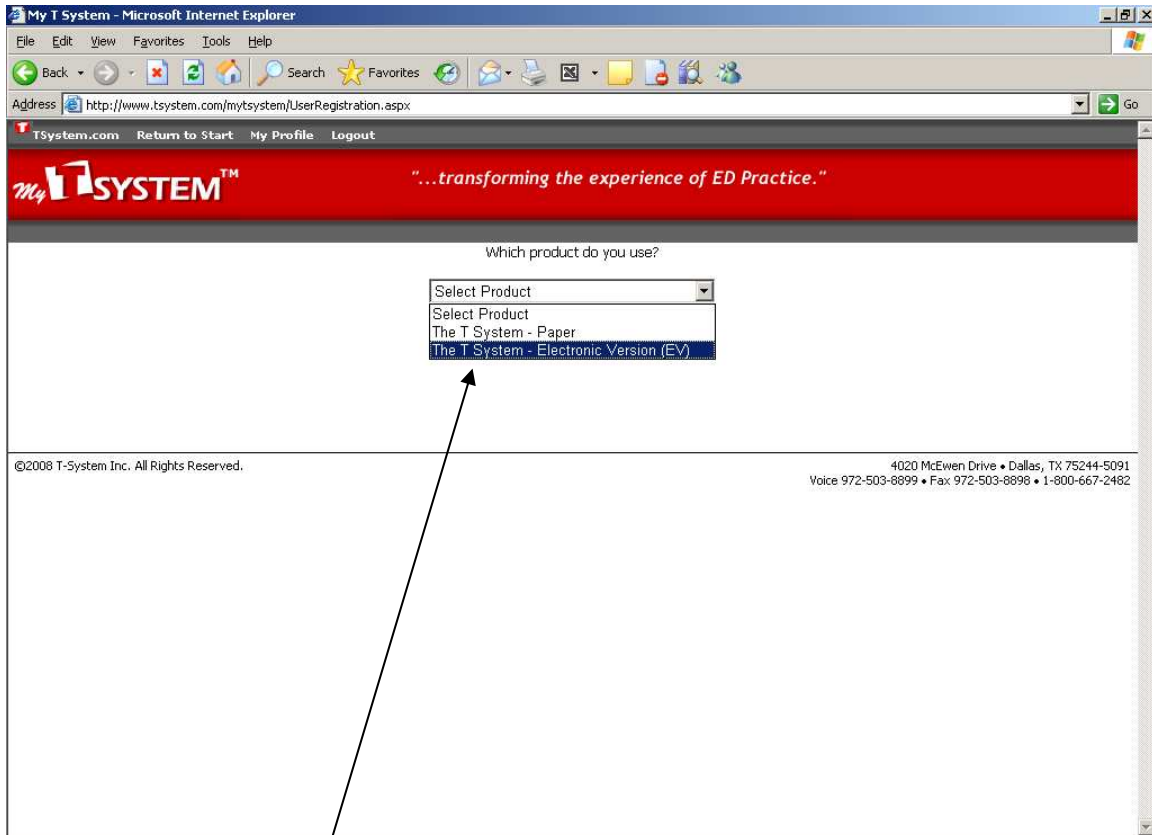 My T System - Microsoft Internet Explorer
File Edit View Favorites Tools Help
Back Search Favorites
Address http://www.tsystem.com/mytsystem/UserRegistration.aspx Go
TSystem.com Return to Start My Profile Logout
My T SYSTEM™ "...transforming the experience of ED Practice."
Which product do you use?
Select Product
Select Product
The T System - Paper
The T System - Electronic Version (EV)
©2008 T-System Inc. All Rights Reserved. 4020 McEwen Drive • Dallas, TX 75244-5091
Voice 972-503-8899 • Fax 972-503-8898 • 1-800-667-2482